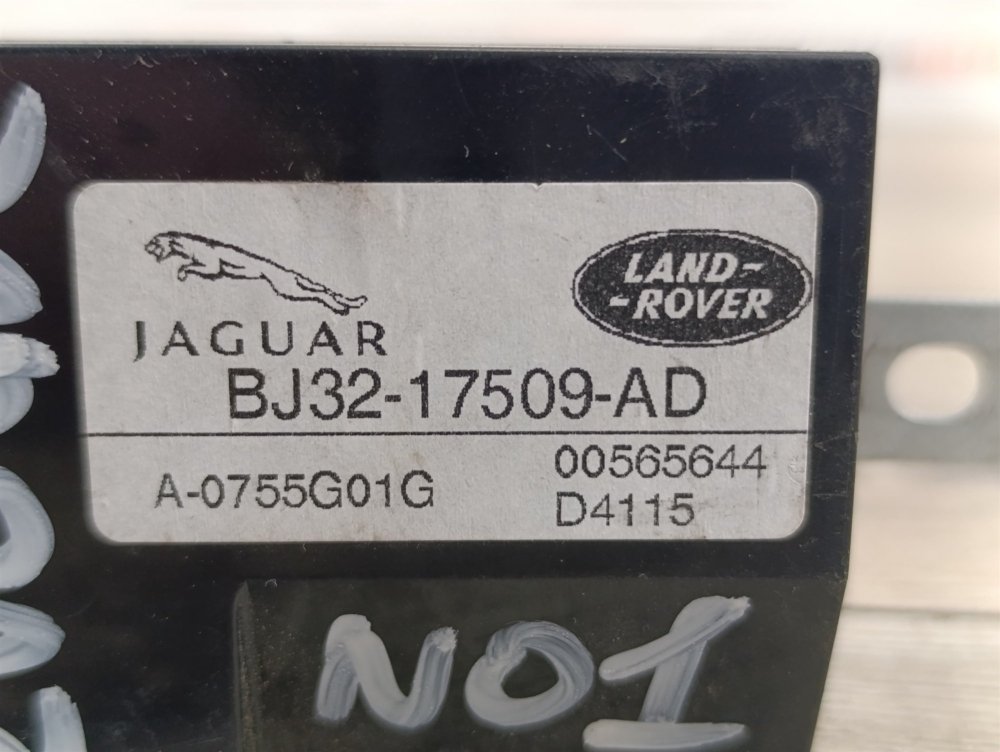 LAND-
-ROVER
JAGUAR
BJ32-17509-AD
A-0755G01G
00565644
D4115
NO1